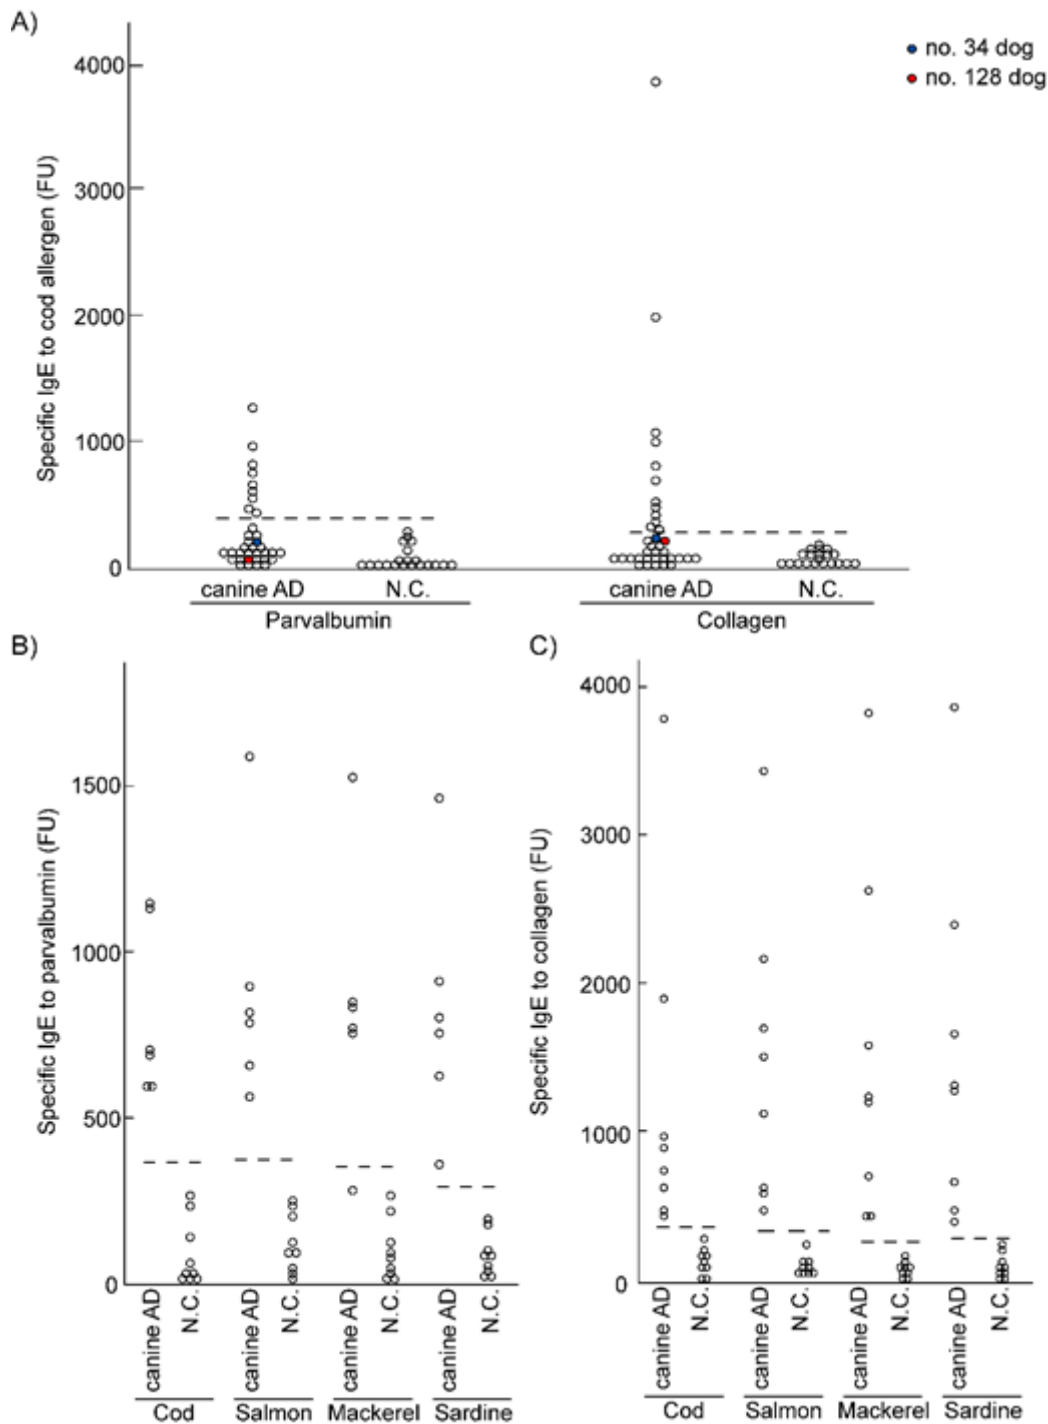 A)
no. 34 dog
no. 128 dog
Specific IgE to cod allergen (FU)
4000
3000
2000
1000
0
canine AD N.C. canine AD N.C.
Parvalbumin Collagen
B)
Specific IgE to parvalbumin (FU)
1500
1000
500
0
canine AD N.C. canine AD N.C. canine AD N.C. canine AD N.C.
Cod Salmon Mackerel Sardine
C)
Specific IgE to collagen (FU)
4000
3000
2000
1000
0
canine AD N.C. canine AD N.C. canine AD N.C. canine AD N.C.
Cod Salmon Mackerel Sardine